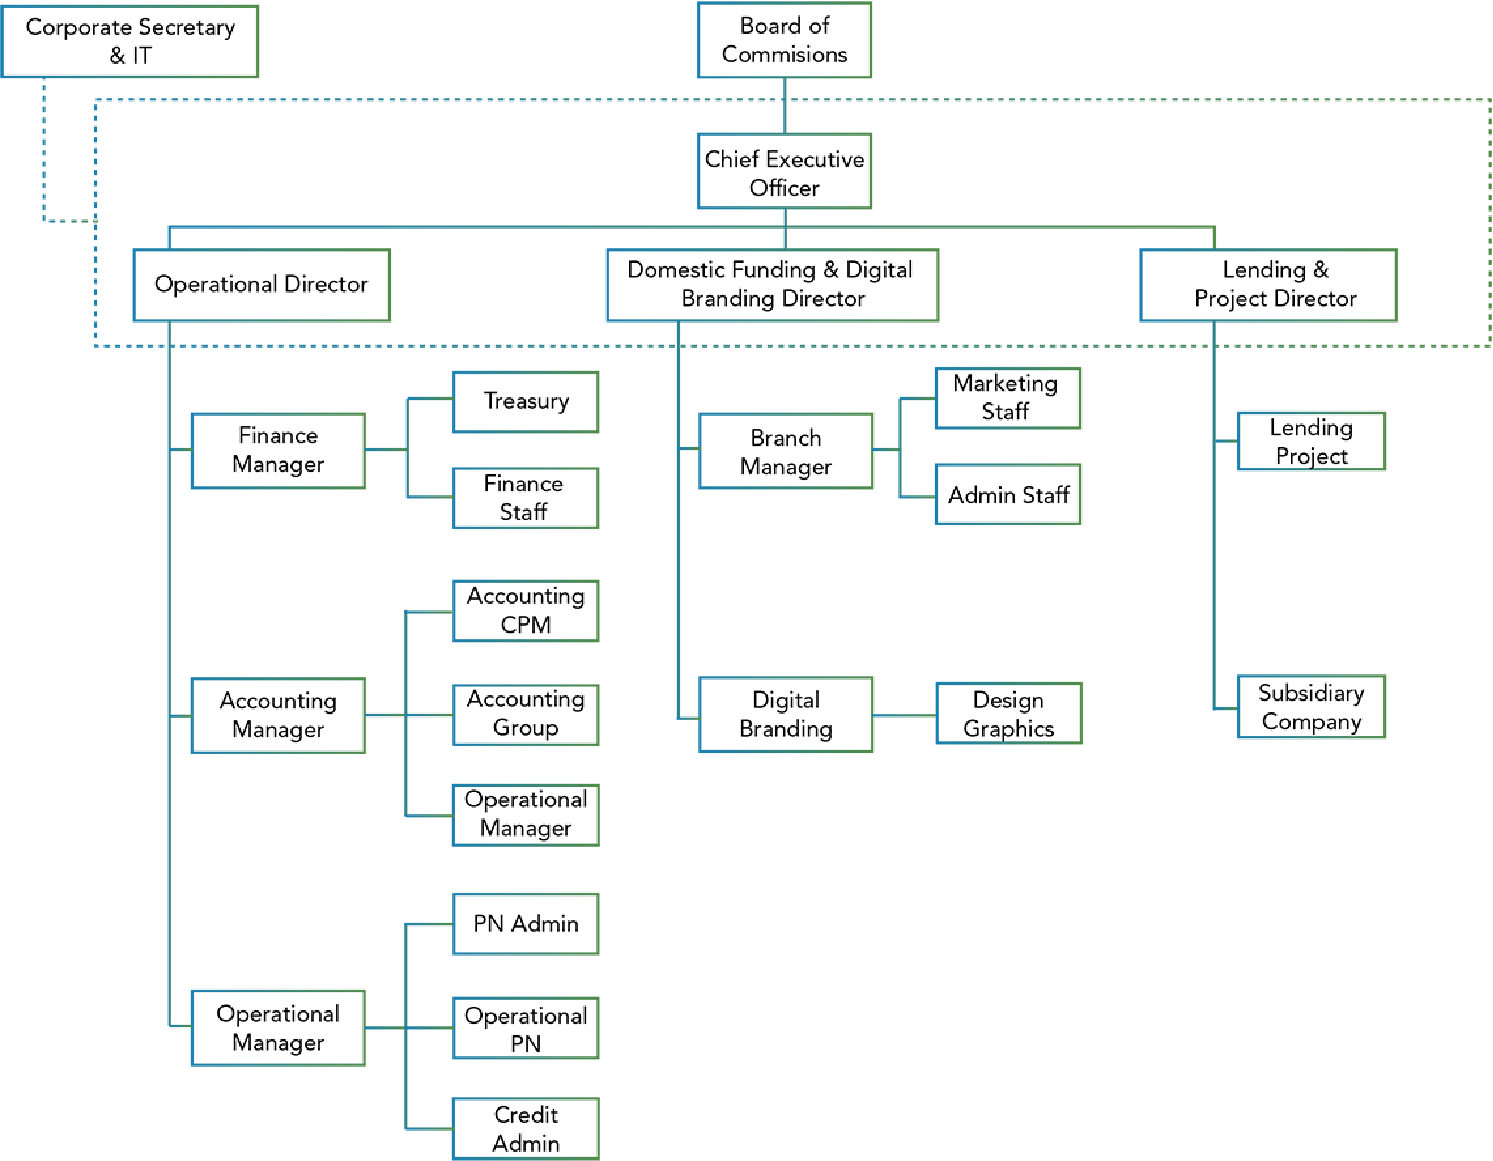 Corporate Secretary
& IT
Board of
Commisions
Chief Executive
Officer
Operational Director
Domestic Funding & Digital
Branding Director
Lending &
Project Director
Finance
Manager
Treasury
Finance
Staff
Branch
Manager
Marketing
Staff
Admin Staff
Lending
Project
Accounting
Manager
Accounting
CPM
Accounting
Group
Operational
Manager
Digital
Branding
Design
Graphics
Subsidiary
Company
Operational
Manager
PN Admin
Operational
PN
Credit
Admin